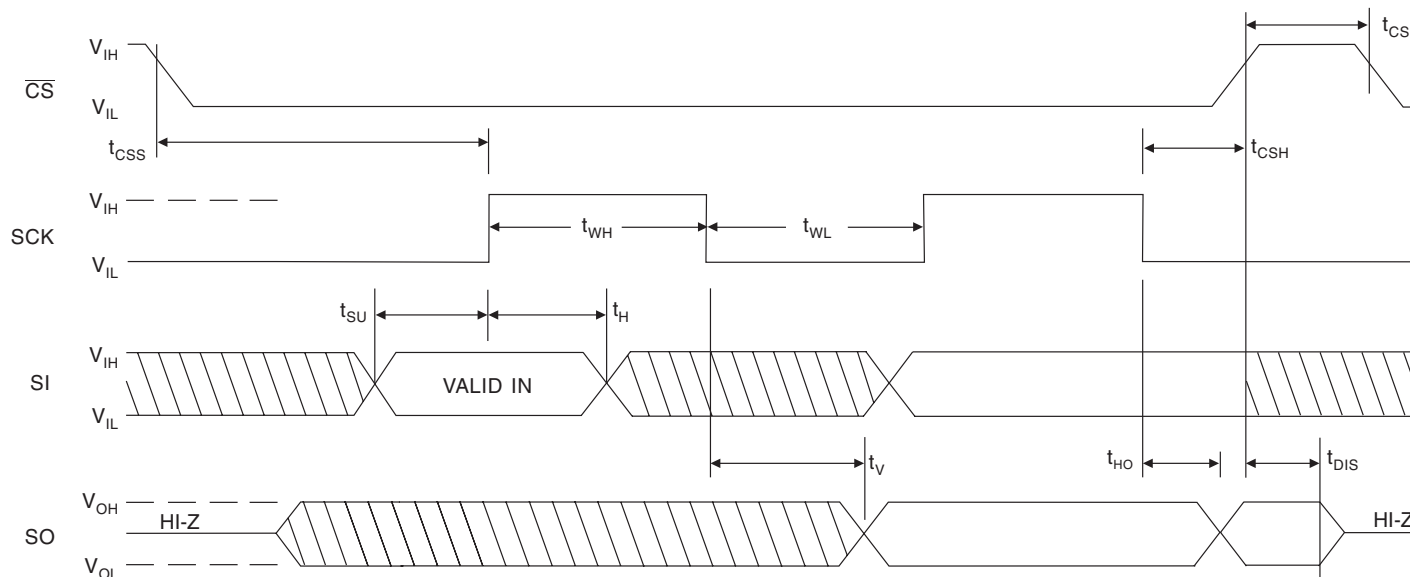 V_IH
t_CS
C̅S̅
V_IL
t_CSS
t_CSH
V_IH
SCK
t_WH
t_WL
V_IL
t_SU
t_H
V_IH
SI
VALID IN
V_IL
t_V
t_HO
t_DIS
V_OH
HI-Z
SO
HI-Z
V_OL